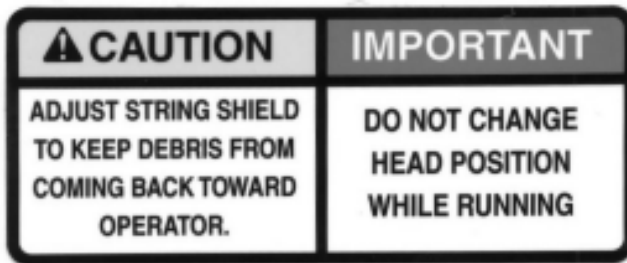 CAUTION
ADJUST STRING SHIELD
TO KEEP DEBRIS FROM
COMING BACK TOWARD
OPERATOR.
IMPORTANT
DO NOT CHANGE
HEAD POSITION
WHILE RUNNING